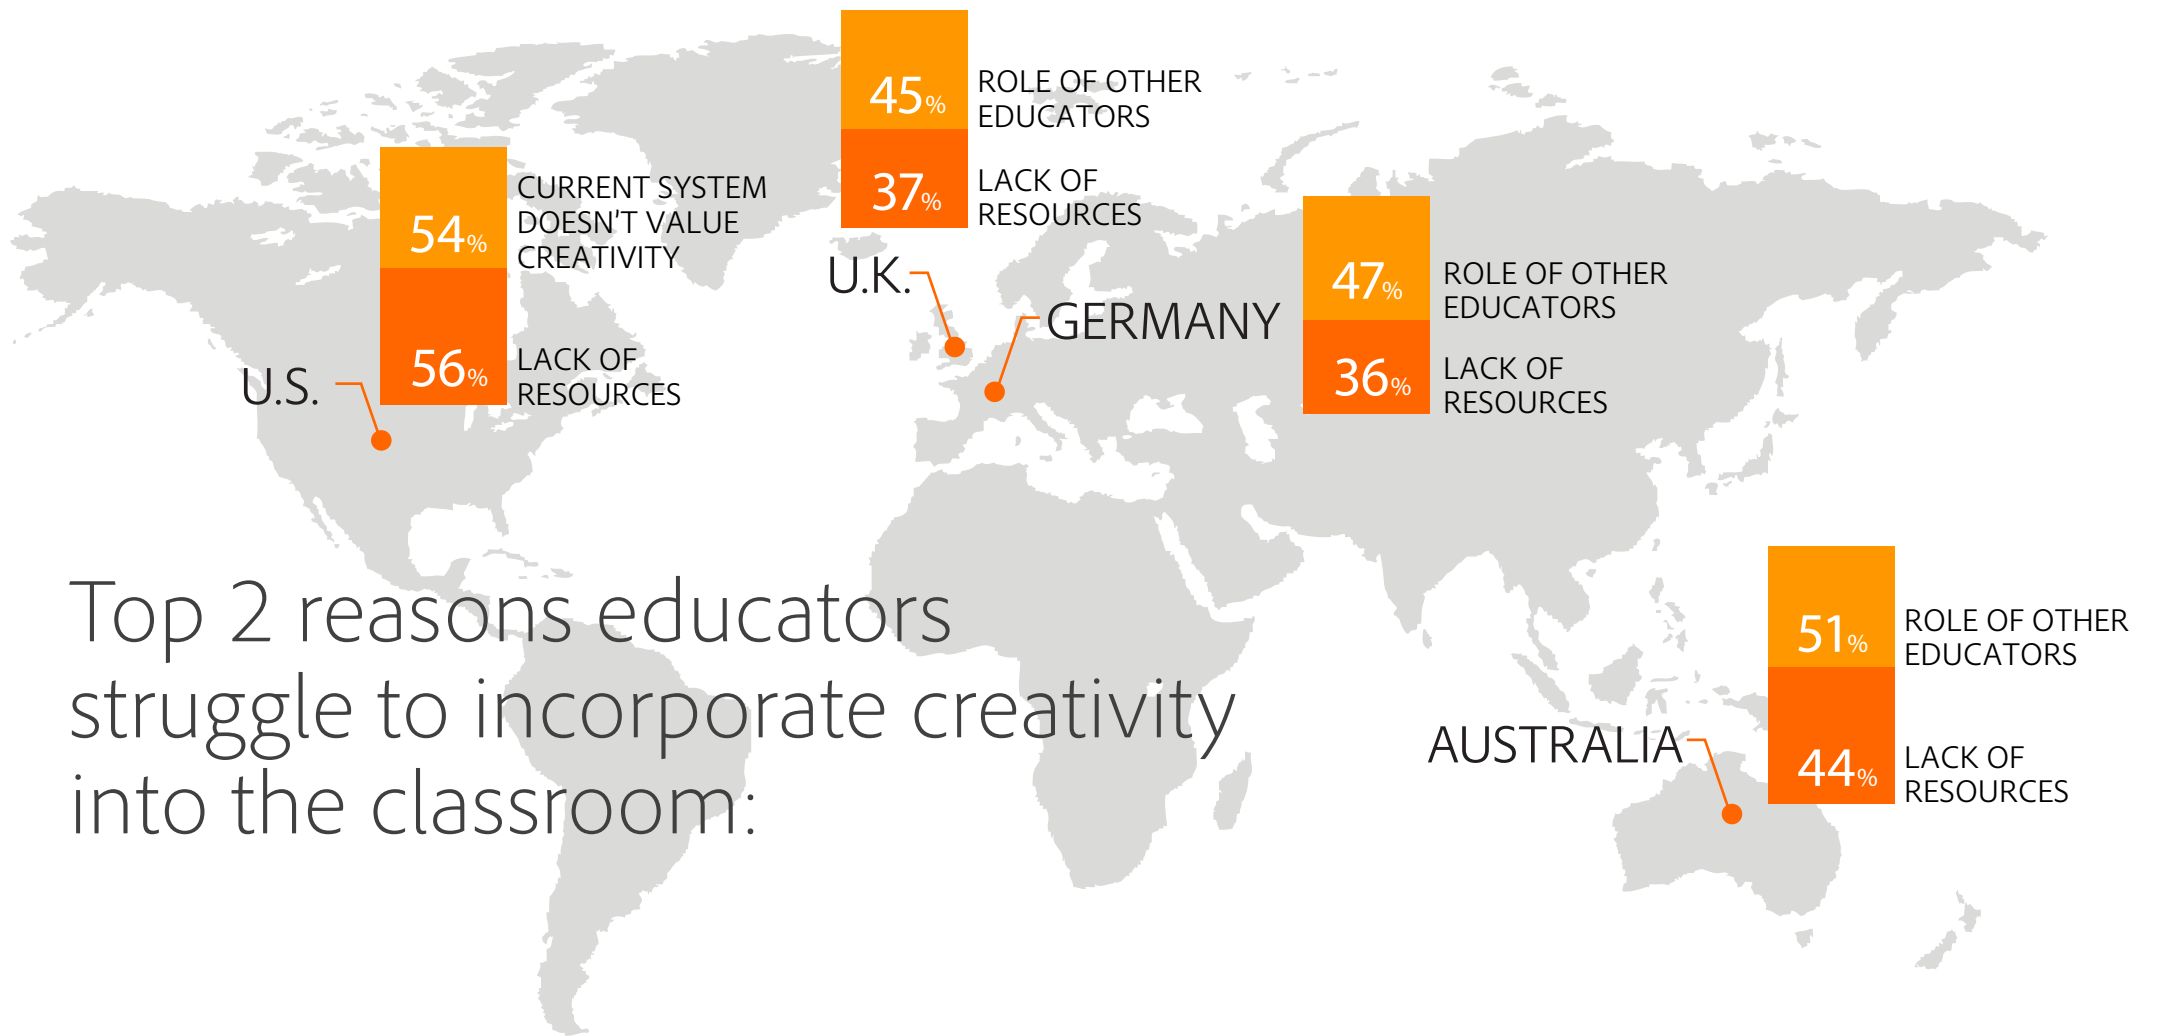 45%
ROLE OF OTHER
EDUCATORS
37%
LACK OF
RESOURCES
U.K.
54%
CURRENT SYSTEM
DOESN'T VALUE
CREATIVITY
56%
LACK OF
RESOURCES
U.S.
GERMANY
47%
ROLE OF OTHER
EDUCATORS
36%
LACK OF
RESOURCES
Top 2 reasons educators
struggle to incorporate creativity
into the classroom:
51%
ROLE OF OTHER
EDUCATORS
44%
LACK OF
RESOURCES
AUSTRALIA